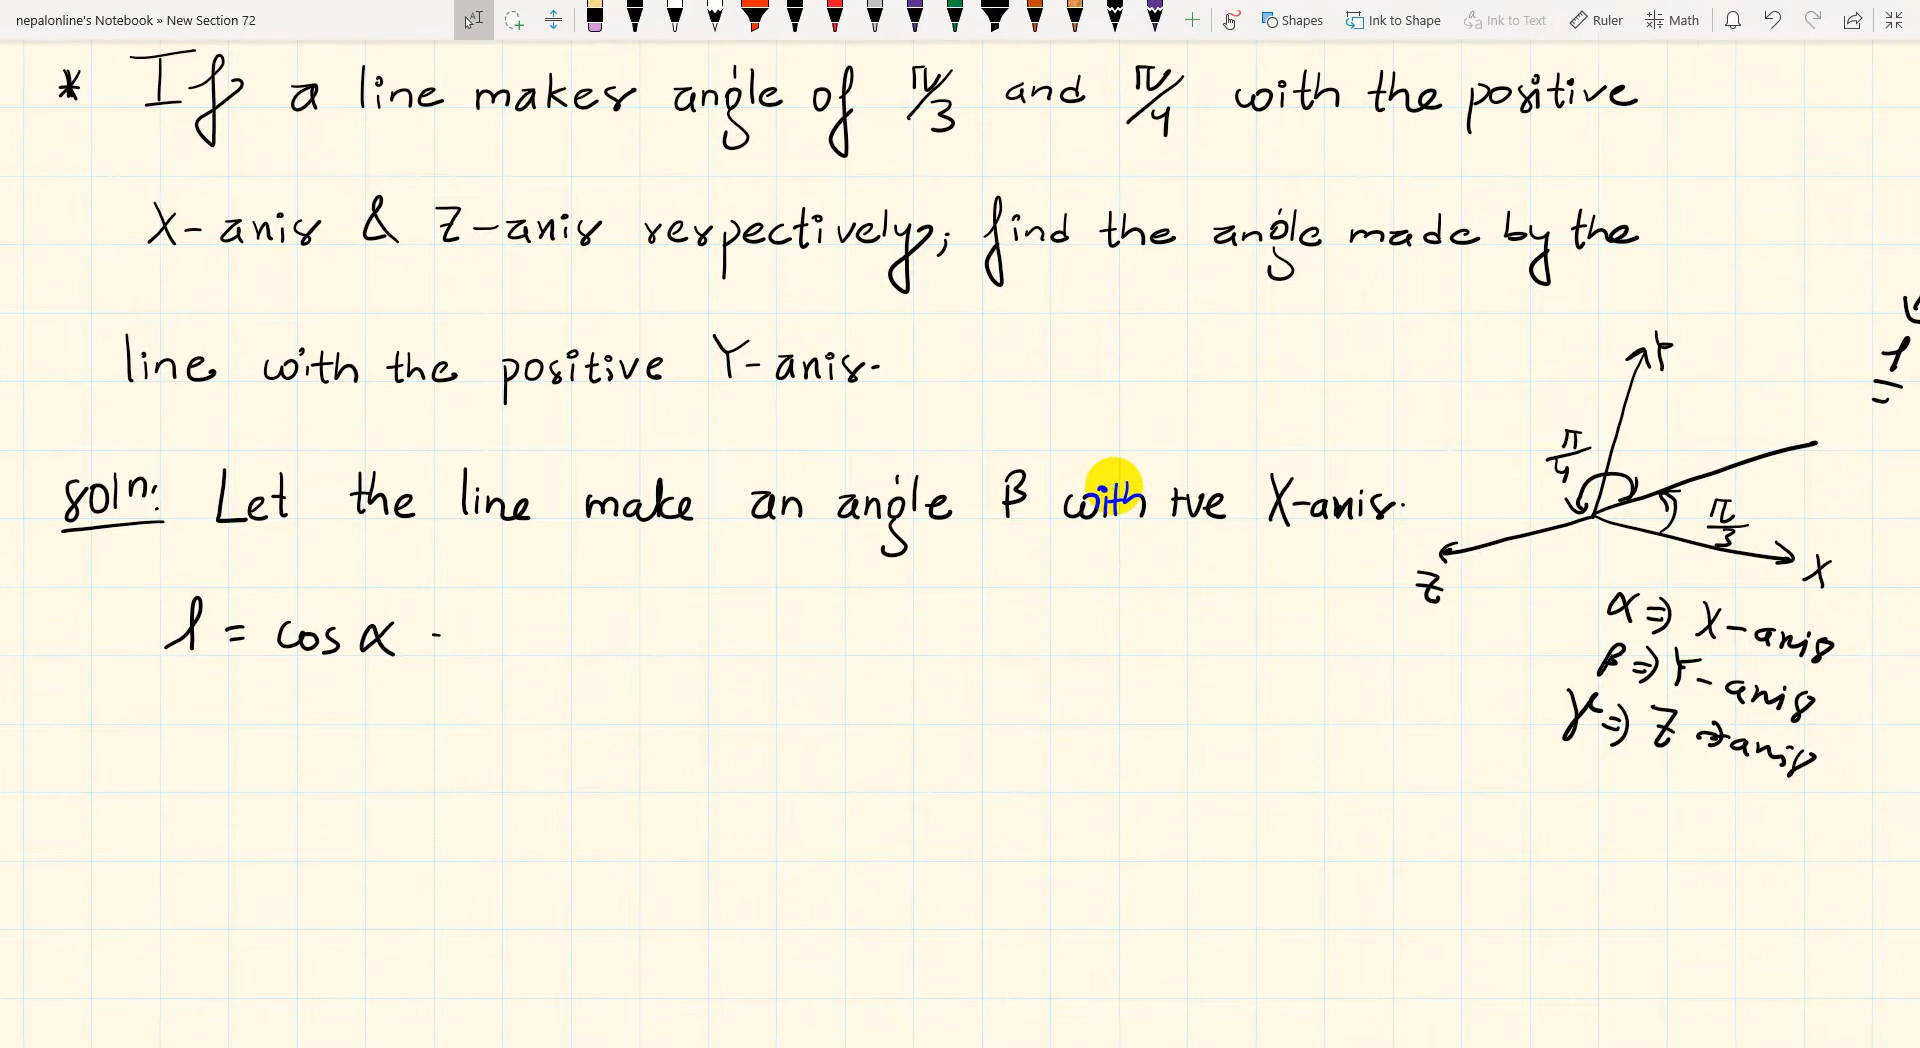 nepalonline's Notebook » New Section 72
Shapes Ink to Shape Ink to Text Ruler Math
* If a line makes angle of π/3 and π/4 with the positive
X-axis & Z-axis respectively; find the angle made by the
line with the positive Y-axis.
soln: Let the line make an angle β with +ve X-axis.
l = cos α -
Y
π/4
π/3
Z
X
α => X-axis
β => Y-axis
γ => Z-axis